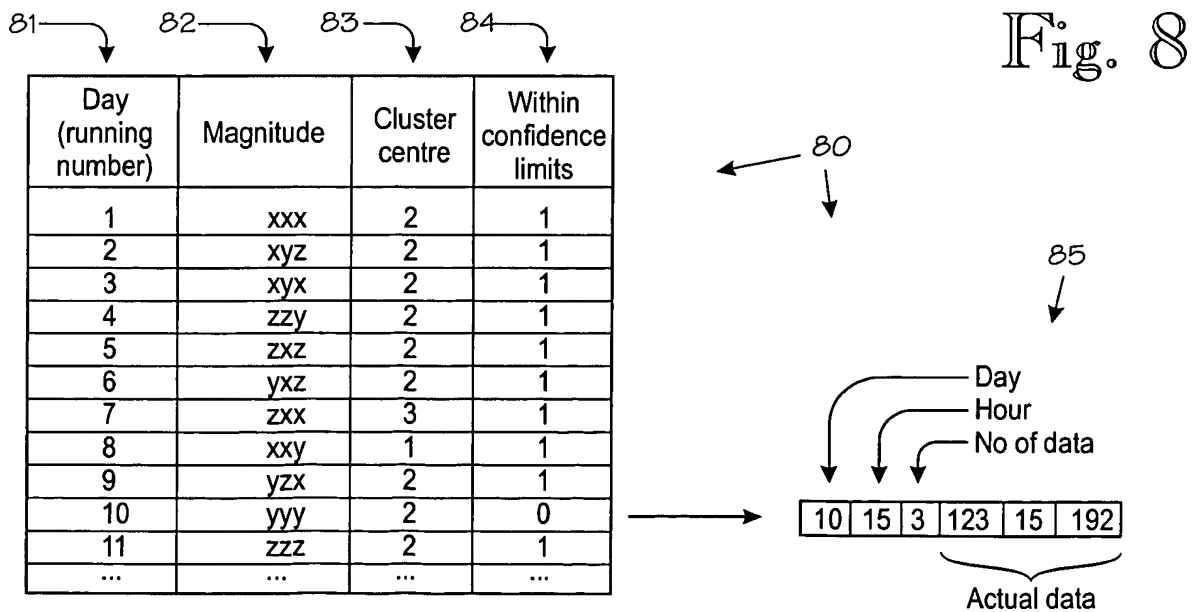 81 82 83 84
Fig. 8
Day (running number) Magnitude Cluster centre Within confidence limits
1 xxx 2 1
2 xyz 2 1
3 xyx 2 1
4 zzy 2 1
5 zxz 2 1
6 yxz 2 1
7 zxx 3 1
8 xxy 1 1
9 yzx 2 1
10 yyy 2 0
11 zzz 2 1
... ... ... ...
80
85
Day
Hour
No of data
10 15 3 123 15 192
Actual data